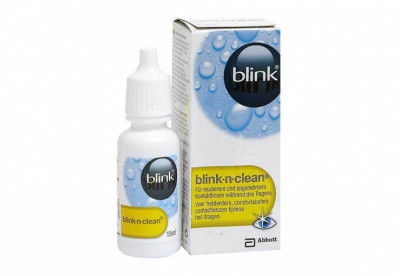 blink®
blink-n-clean®
15ml
blink®
blink-n-clean®
Für sauberere und angenehmere
Kontaktlinsen während des Tragens
Voor helderdere, comfortabelere
contactlenzen tijdens
het dragen
Abbott